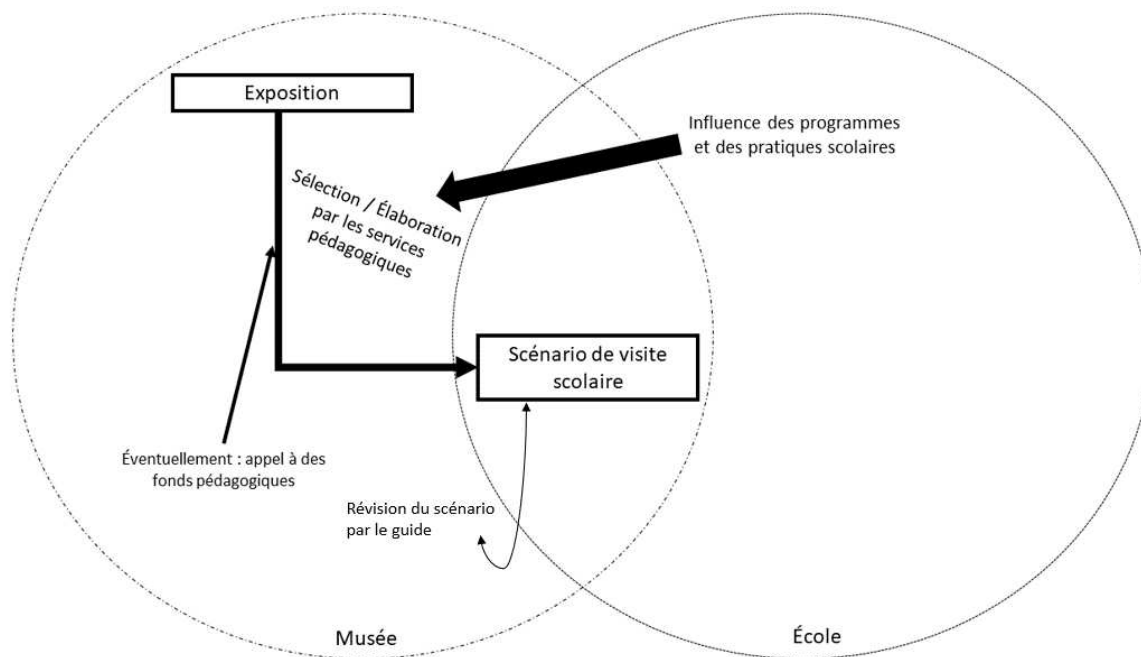 Exposition
Influence des programmes
et des pratiques scolaires
Sélection / Élaboration
par les services
pédagogiques
Scénario de visite
scolaire
Éventuellement : appel à des
fonds pédagogiques
Révision du scénario
par le guide
Musée
École